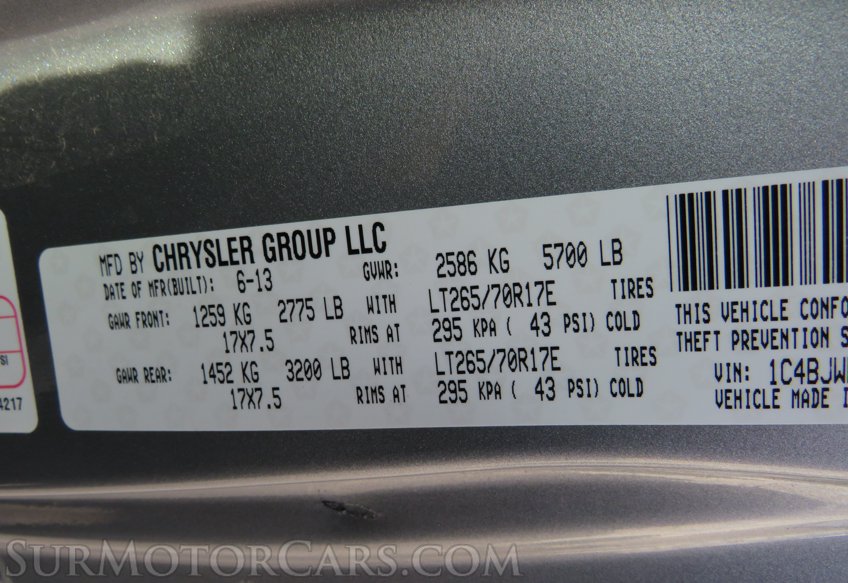 MFD BY CHRYSLER GROUP LLC
DATE OF MFR(BUILT): 6-13 GVWR: 2586 KG 5700 LB
GAWR FRONT: 1259 KG 2775 LB WITH LT265/70R17E TIRES
17X7.5 RIMS AT 295 KPA ( 43 PSI) COLD
GAWR REAR: 1452 KG 3200 LB WITH LT265/70R17E TIRES
17X7.5 RIMS AT 295 KPA ( 43 PSI) COLD
THIS VEHICLE CONFO
THEFT PREVENTION S
VIN: 1C4BJW
VEHICLE MADE I
SI
4217
SURMOTORCARS.COM